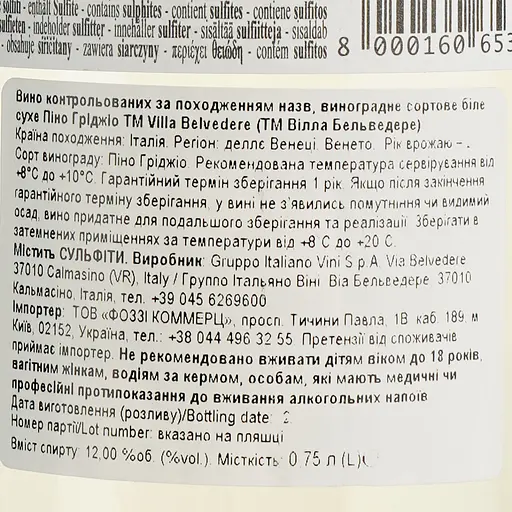 solfiti - enthält Sulfite - contains sulphites - contient sulfites - contiene sulfitos
sulfieten - indeholder sulfitter - innehåller sulfiter - sisältää sulfiitteja - sisaldab
- obsahuje siřičitany - zawiera siarczyny - περιέχει θειώδη - contém sulfitos
8 000160 653
Вино контрольованих за походженням назв, виноградне сортове біле
сухе Піно Гріджіо ТМ Villa Belvedere (ТМ Вілла Бельведере)
Країна походження: Італія. Регіон: делле Венеці. Венето. Рік врожаю – .
Сорт винограду: Піно Гріджіо. Рекомендована температура сервірування від
+8°С до +10°С. Гарантійний термін зберігання 1 рік. Якщо після закінчення
гарантійного терміну зберігання, у вині не з'явились помутніння чи видимий
осад, вино придатне для подальшого зберігання та реалізації. Зберігати в
затемнених приміщеннях за температури від +8 С до +20 С.
Містить СУЛЬФІТИ. Виробник: Gruppo Italiano Vini S.p.A. Via Belvedere
37010 Calmasino (VR), Italy / Группо Італьяно Віні Віа Бельведере 37010
Кальмасіно, Італія, тел. +39 045 6269600
Імпортер: ТОВ «ФОЗЗІ КОММЕРЦ», просп. Тичини Павла, 1В каб. 189, м
Київ, 02152, Україна, тел.: +38 044 496 32 55. Претензії від споживачів
приймає імпортер. Не рекомендовано вживати дітям віком до 18 років,
вагітним жінкам, водіям за кермом, особам, які мають медичні чи
професійні протипоказання до вживання алкогольних напоїв
Дата виготовлення (розливу)/Bottling date: 2
Номер партії/Lot number: вказано на пляшці
Вміст спирту: 12,00 %об. (%vol.). Місткість: 0,75 л (L)